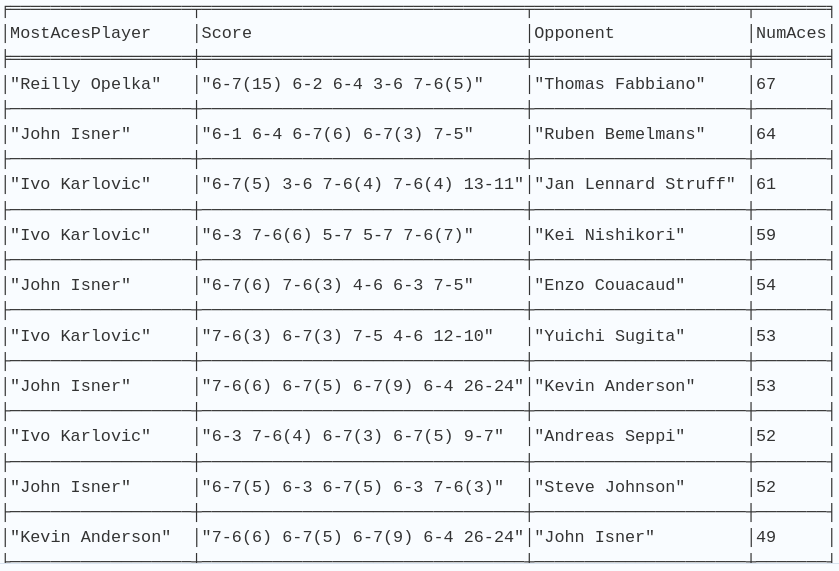 MostAcesPlayer Score Opponent NumAces
"Reilly Opelka" "6-7(15) 6-2 6-4 3-6 7-6(5)" "Thomas Fabbiano" 67
"John Isner" "6-1 6-4 6-7(6) 6-7(3) 7-5" "Ruben Bemelmans" 64
"Ivo Karlovic" "6-7(5) 3-6 7-6(4) 7-6(4) 13-11" "Jan Lennard Struff" 61
"Ivo Karlovic" "6-3 7-6(6) 5-7 5-7 7-6(7)" "Kei Nishikori" 59
"John Isner" "6-7(6) 7-6(3) 4-6 6-3 7-5" "Enzo Couacaud" 54
"Ivo Karlovic" "7-6(3) 6-7(3) 7-5 4-6 12-10" "Yuichi Sugita" 53
"John Isner" "7-6(6) 6-7(5) 6-7(9) 6-4 26-24" "Kevin Anderson" 53
"Ivo Karlovic" "6-3 7-6(4) 6-7(3) 6-7(5) 9-7" "Andreas Seppi" 52
"John Isner" "6-7(5) 6-3 6-7(5) 6-3 7-6(3)" "Steve Johnson" 52
"Kevin Anderson" "7-6(6) 6-7(5) 6-7(9) 6-4 26-24" "John Isner" 49